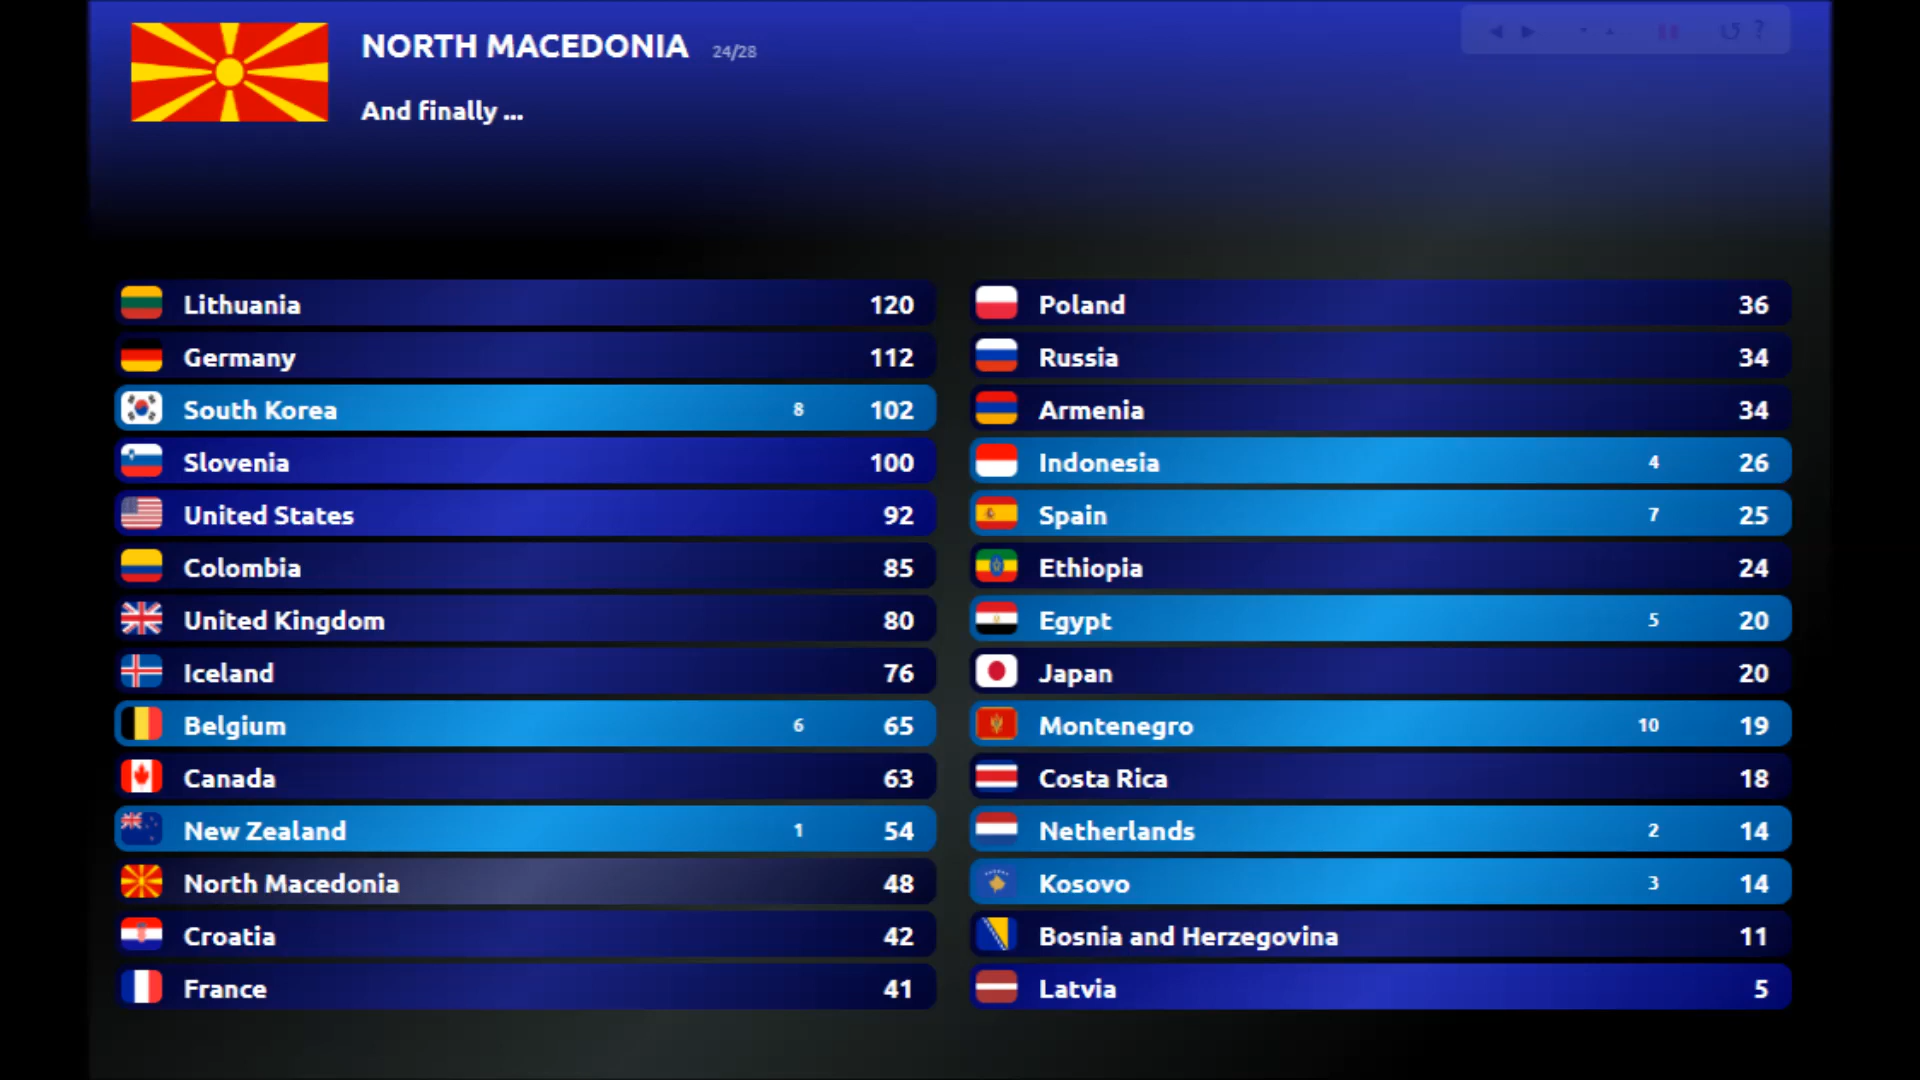 NORTH MACEDONIA 24/28
And finally ...
Lithuania 120
Germany 112
South Korea 8 102
Slovenia 100
United States 92
Colombia 85
United Kingdom 80
Iceland 76
Belgium 6 65
Canada 63
New Zealand 1 54
North Macedonia 48
Croatia 42
France 41
Poland 36
Russia 34
Armenia 34
Indonesia 4 26
Spain 7 25
Ethiopia 24
Egypt 5 20
Japan 20
Montenegro 10 19
Costa Rica 18
Netherlands 2 14
Kosovo 3 14
Bosnia and Herzegovina 11
Latvia 5